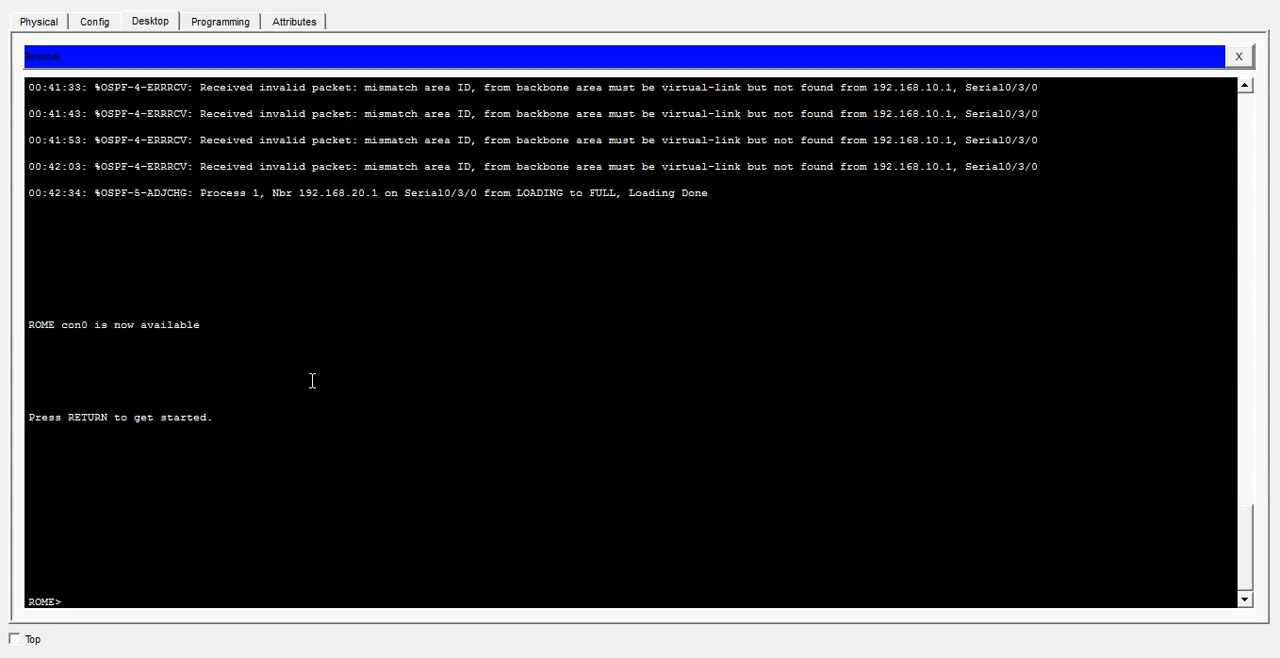 Physical Config Desktop Programming Attributes
Terminal X
00:41:33: %OSPF-4-ERRRCV: Received invalid packet: mismatch area ID, from backbone area must be virtual-link but not found from 192.168.10.1, Serial0/3/0
00:41:43: %OSPF-4-ERRRCV: Received invalid packet: mismatch area ID, from backbone area must be virtual-link but not found from 192.168.10.1, Serial0/3/0
00:41:53: %OSPF-4-ERRRCV: Received invalid packet: mismatch area ID, from backbone area must be virtual-link but not found from 192.168.10.1, Serial0/3/0
00:42:03: %OSPF-4-ERRRCV: Received invalid packet: mismatch area ID, from backbone area must be virtual-link but not found from 192.168.10.1, Serial0/3/0
00:42:34: %OSPF-5-ADJCHG: Process 1, Nbr 192.168.20.1 on Serial0/3/0 from LOADING to FULL, Loading Done
ROME con0 is now available
Press RETURN to get started.
ROME>
Top